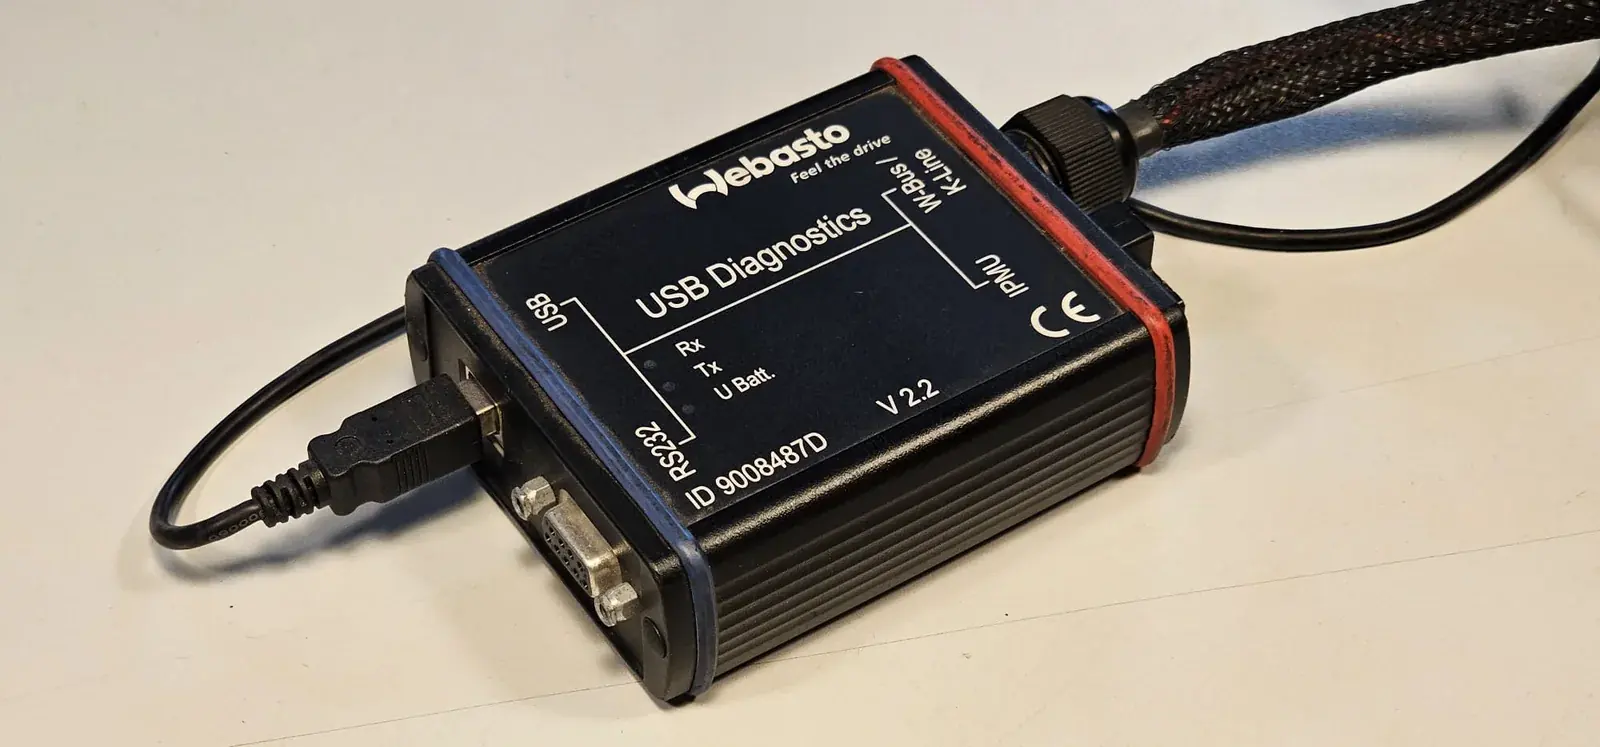 Webasto
Feel the drive
W-Bus /
K-Line
USB Diagnostics
IPMU
USB
Rx
Tx
U Batt.
RS232
CE
V 2.2
ID 9008487D